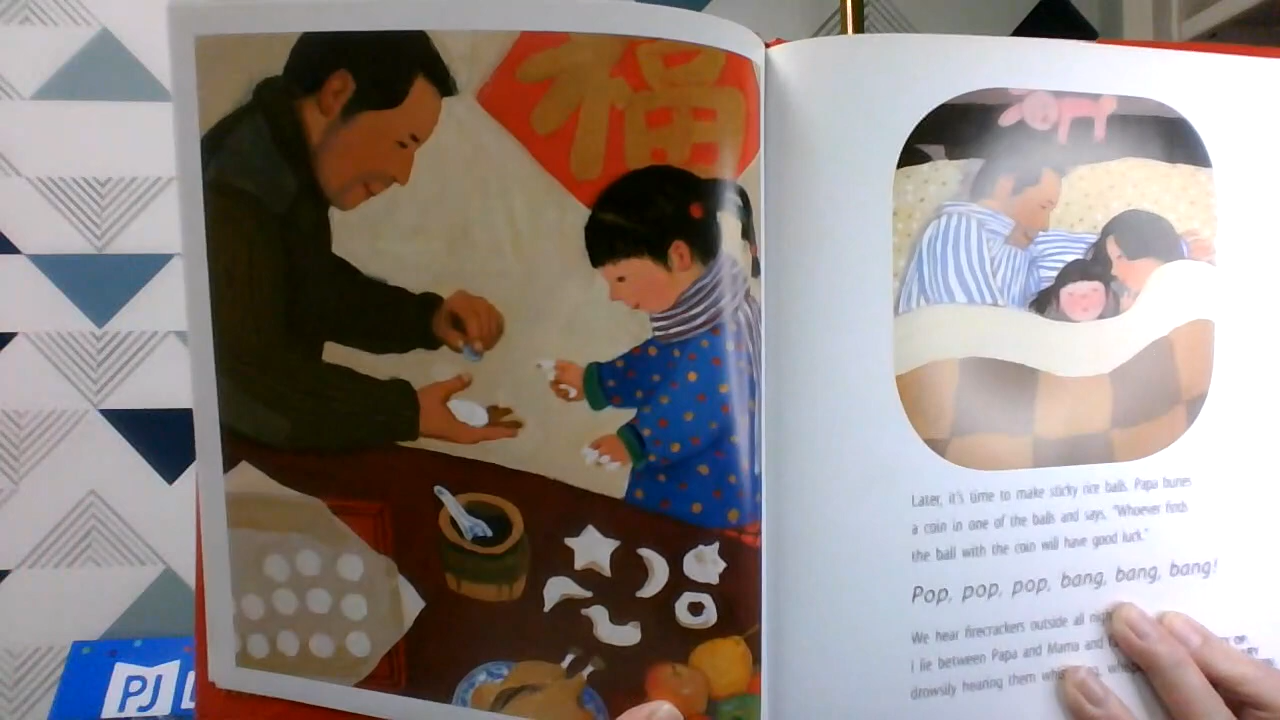 福
Later, it's time to make sticky rice balls. Papa buries
a coin in one of the balls and says, "Whoever finds
the ball with the coin will have good luck."
Pop, pop, pop, bang, bang, bang!
We hear firecrackers outside all night
I lie between Papa and Mama and
drowsily hearing them
PJ